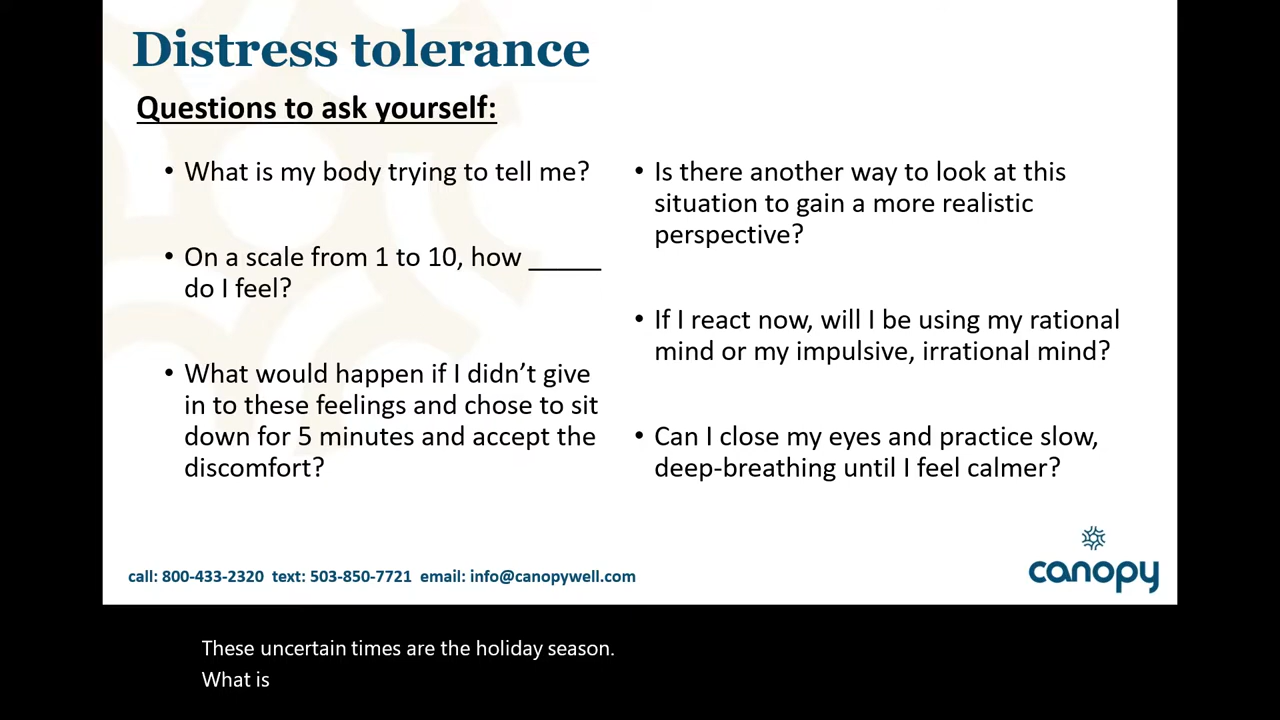 Distress tolerance
Questions to ask yourself:
• What is my body trying to tell me?
• On a scale from 1 to 10, how _____
do I feel?
• What would happen if I didn’t give
in to these feelings and chose to sit
down for 5 minutes and accept the
discomfort?
• Is there another way to look at this
situation to gain a more realistic
perspective?
• If I react now, will I be using my rational
mind or my impulsive, irrational mind?
• Can I close my eyes and practice slow,
deep-breathing until I feel calmer?
call: 800-433-2320 text: 503-850-7721 email: info@canopywell.com
canopy
These uncertain times are the holiday season.
What is